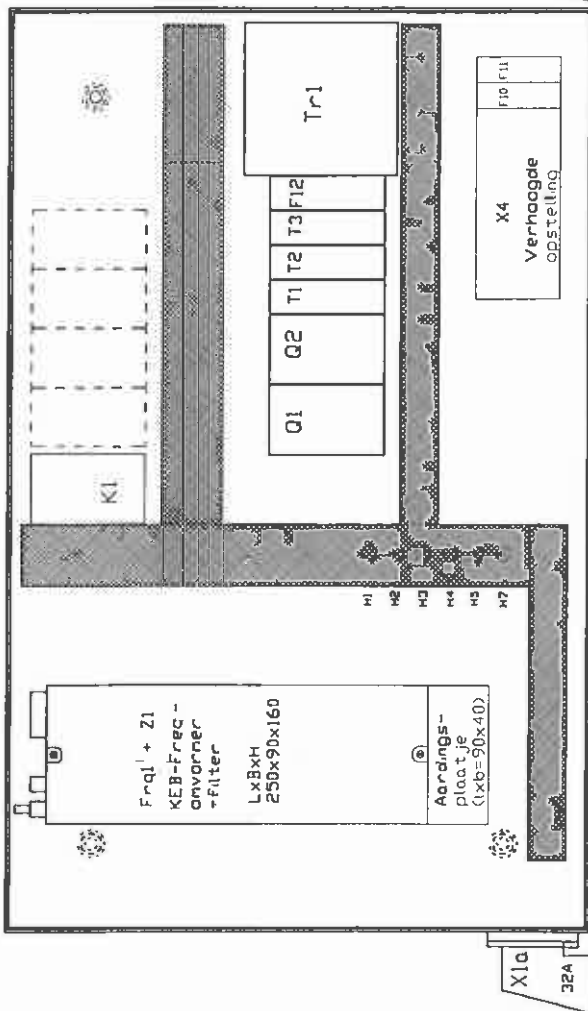 Tr1
F10
F11
X4
Verhoogde
opstelling
F12
T3
T2
T1
Q2
Q1
K1
H1
H2
H3
H4
H5
H7
Frq1 + Z1
KEB-Freq-
omvormer
+filter
LxBxH
250x90x160
Aardings-
plaatje
(lxb=90x40)
X1a
32A